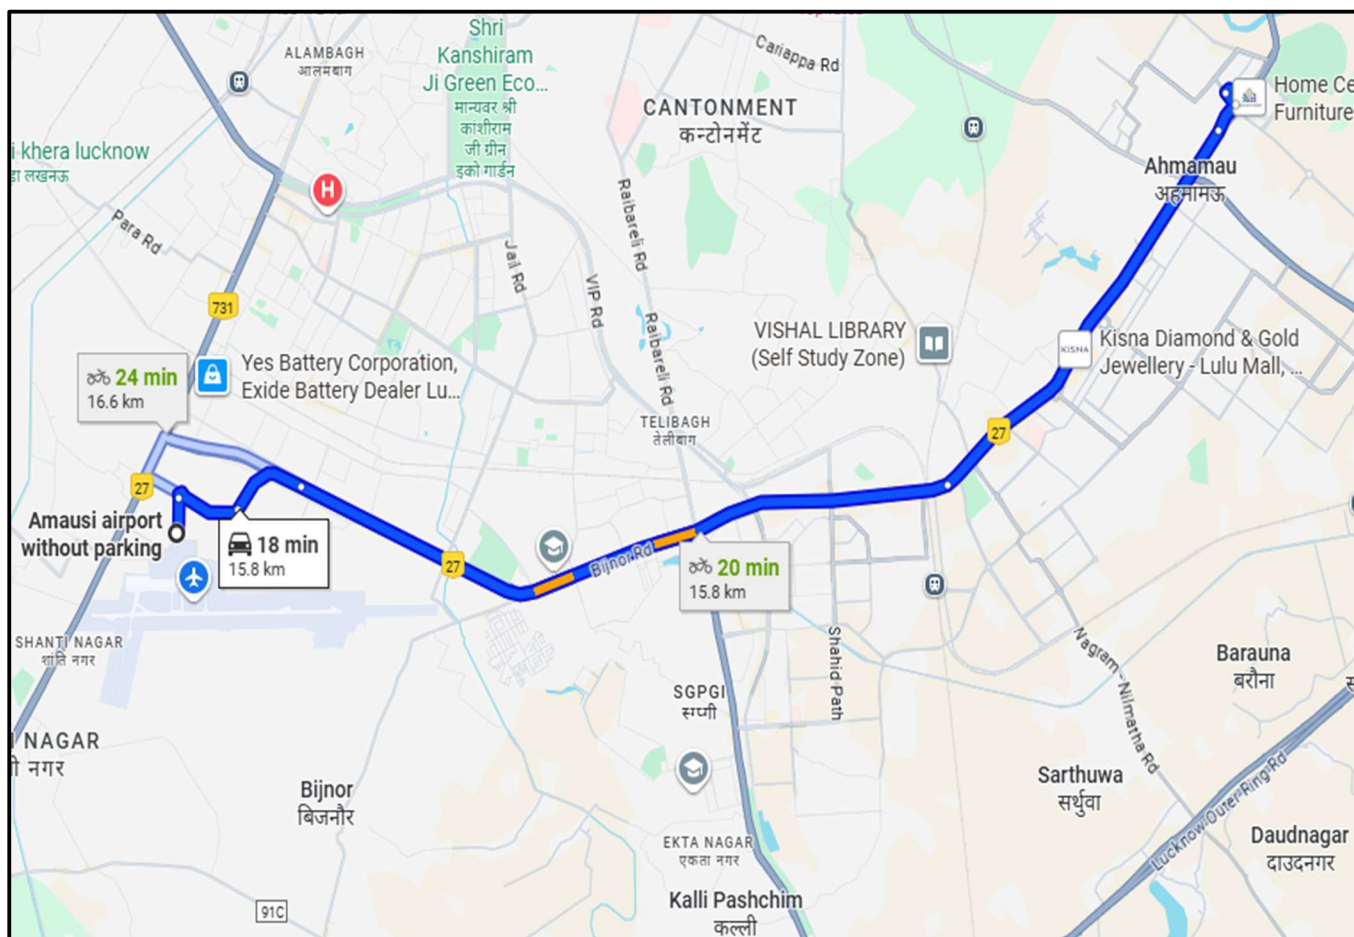 ALAMBAGH
आलमबाग
Shri
Kanshiram
Ji Green Eco...
मान्यवर श्री
कांशीराम
जी ग्रीन
इको गार्डन
Cariappa Rd
CANTONMENT
कन्टोनमेंट
Home Ce
Furniture
i khera lucknow
ड़ा लखनऊ
H
Ahmamau
अहमामऊ
Para Rd
Jail Rd
VIP Rd
Raibareli Rd
Raibareli Rd
731
VISHAL LIBRARY
(Self Study Zone)
KISNA
Kisna Diamond & Gold
Jewellery - Lulu Mall, ...
Yes Battery Corporation,
Exide Battery Dealer Lu...
24 min
16.6 km
TELIBAGH
तेलीबाग
27
27
Amausi airport
without parking
18 min
15.8 km
27
Bijnor Rd
20 min
15.8 km
SHANTI NAGAR
शांति नगर
Shahid Path
Nagram - Nilmatha Rd
Barauna
बरौना
SGPGI
I NAGAR
नगर
Bijnor
बिजनौर
Sarthuwa
सर्थुवा
Lucknow Outer Ring Rd
EKTA NAGAR
एकता नगर
Daudnagar
दाउदनगर
Kalli Pashchim
कल्ली
91C